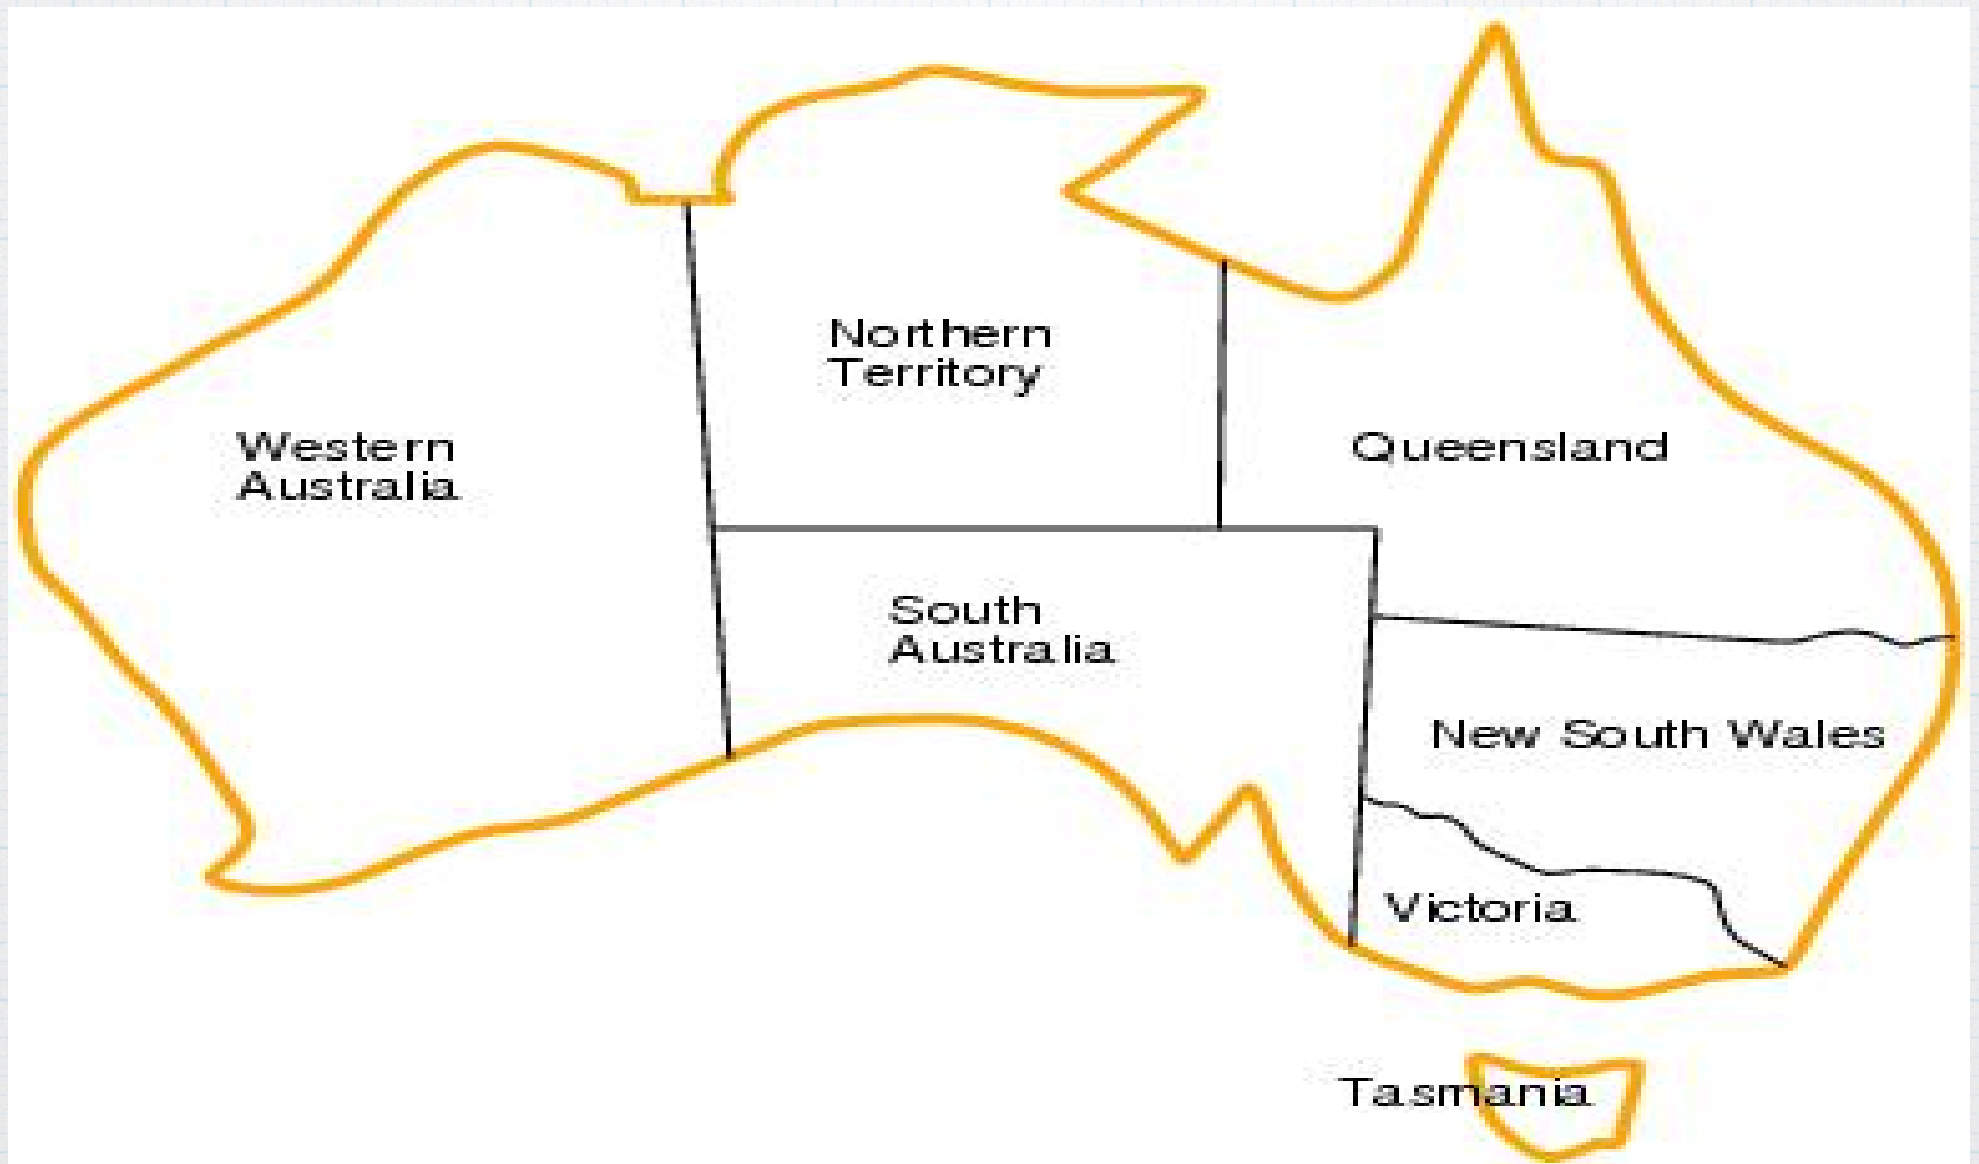 Northern
Territory
Western
Australia
Queensland
South
Australia
New South Wales
Victoria
Tasmania